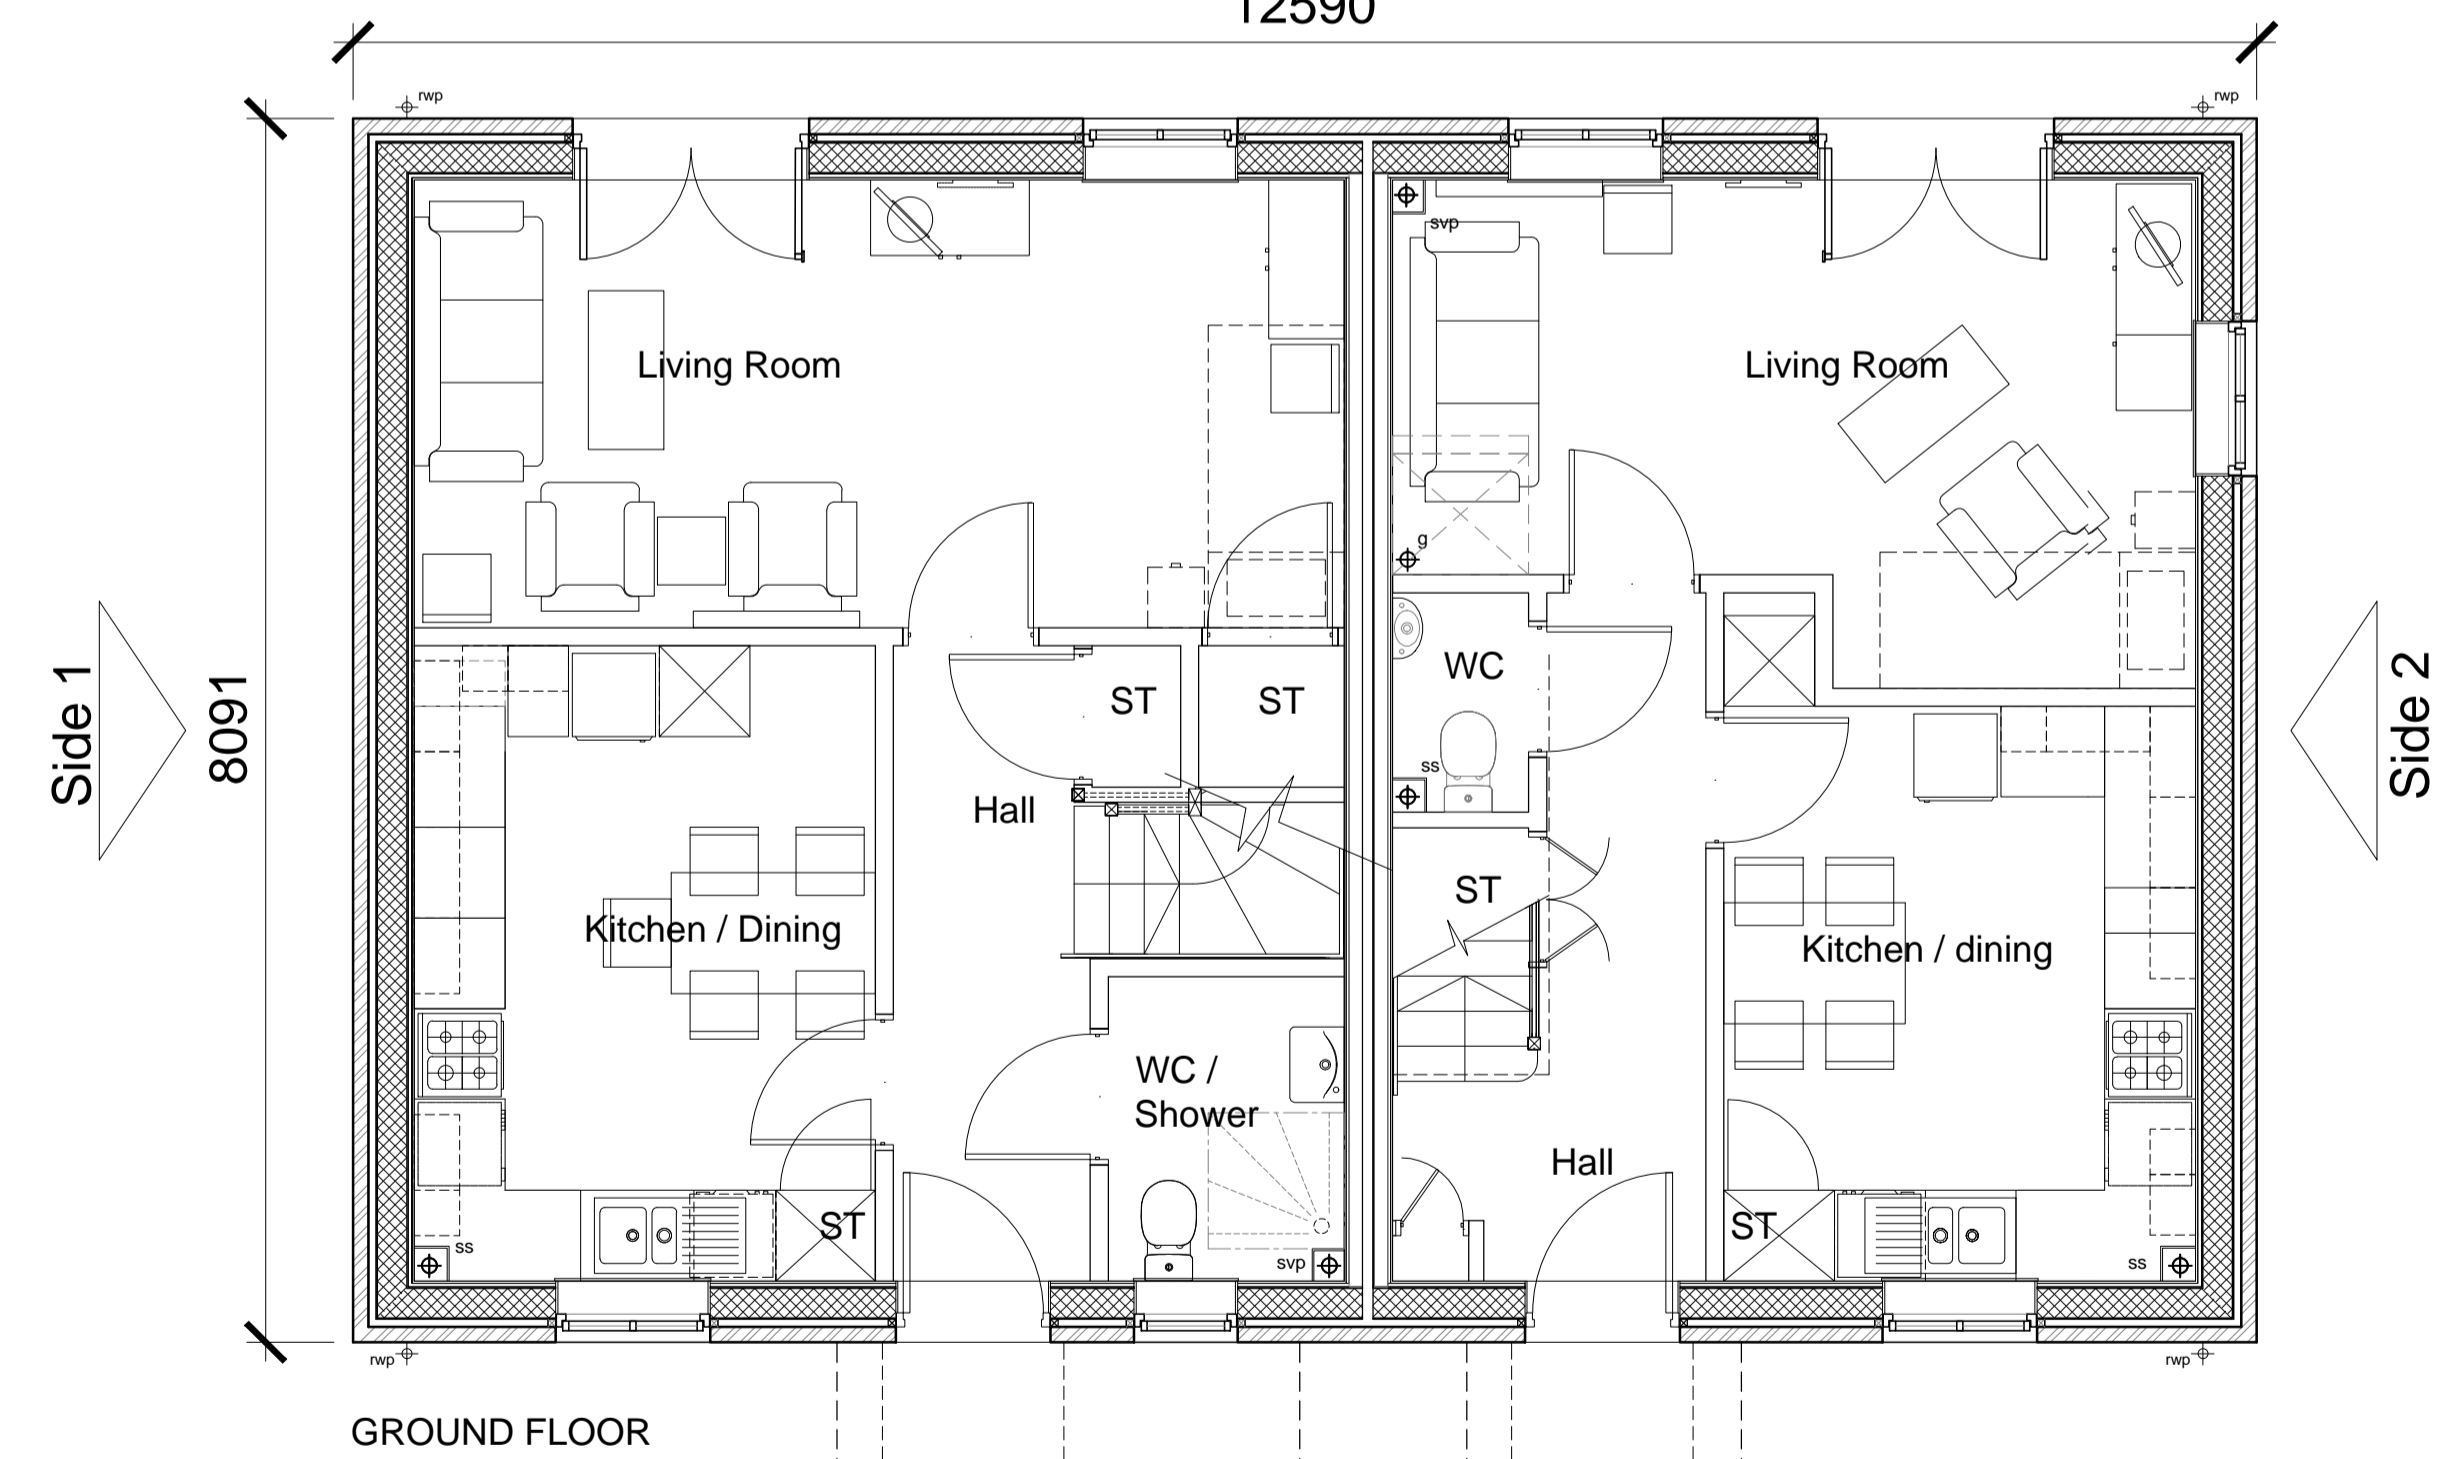 12590
rwp
rwp
svp
Living Room
Living Room
g
Side 1
8091
WC
ST
ST
Side 2
ss
Hall
ST
Kitchen / Dining
Kitchen / dining
WC /
Shower
Hall
ST
ST
ss
svp
ss
rwp
rwp
GROUND FLOOR